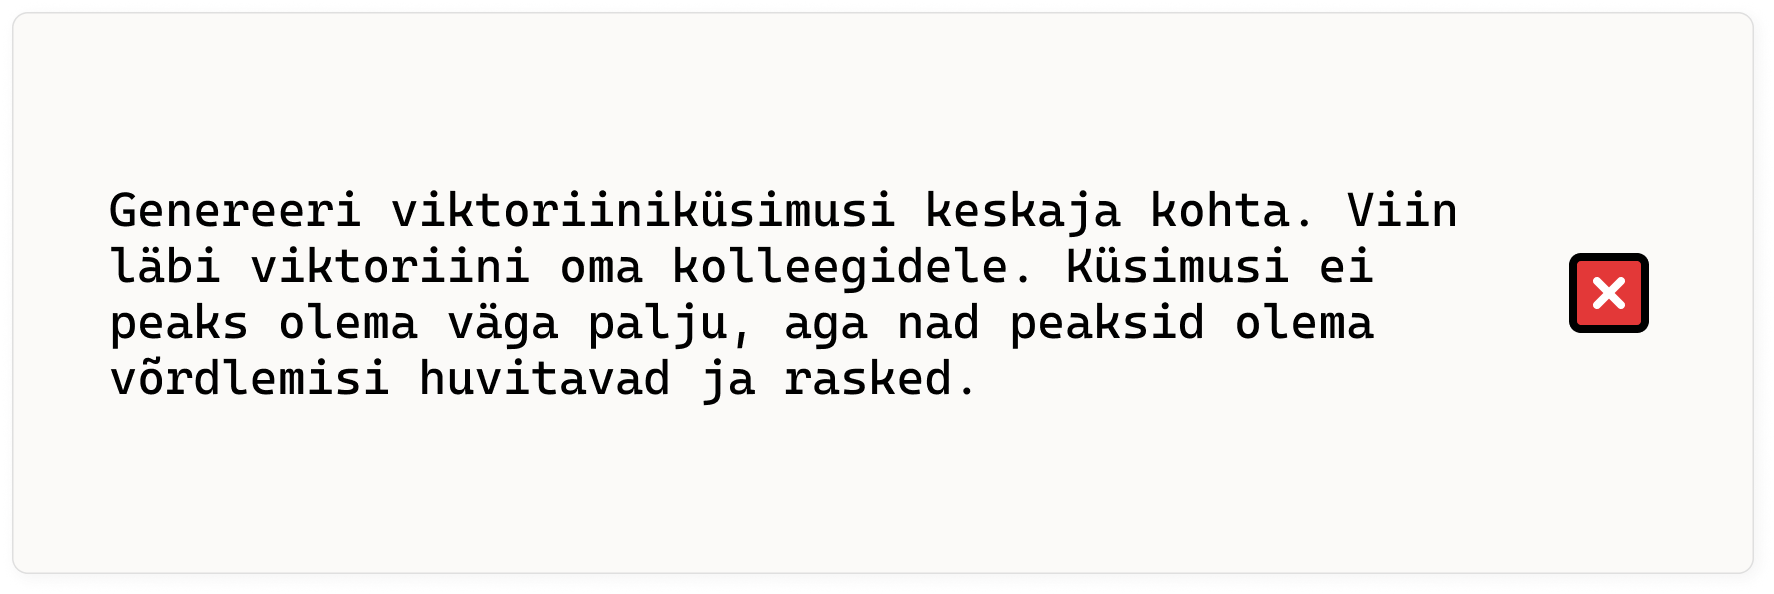 Genereeri viktoriiniküsimusi keskaja kohta. Viin
läbi viktoriini oma kolleegidele. Küsimusi ei
peaks olema väga palju, aga nad peaksid olema
võrdlemisi huvitavad ja rasked.